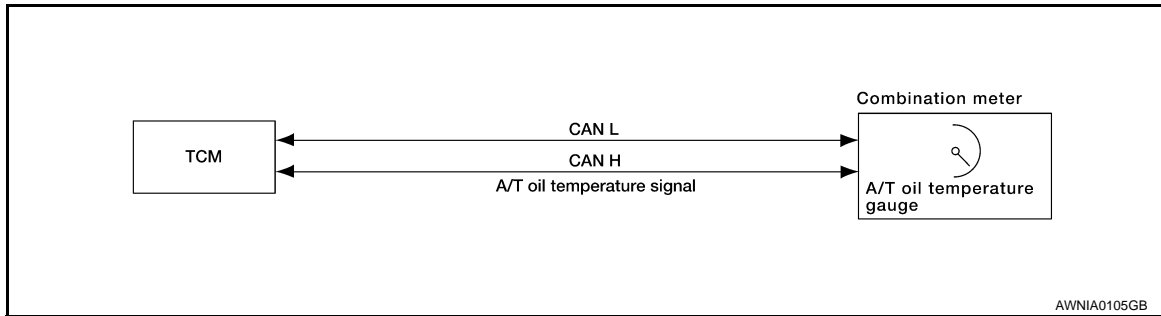 Combination meter
CAN L
TCM
CAN H
A/T oil temperature signal
A/T oil temperature
gauge
AWNIA0105GB